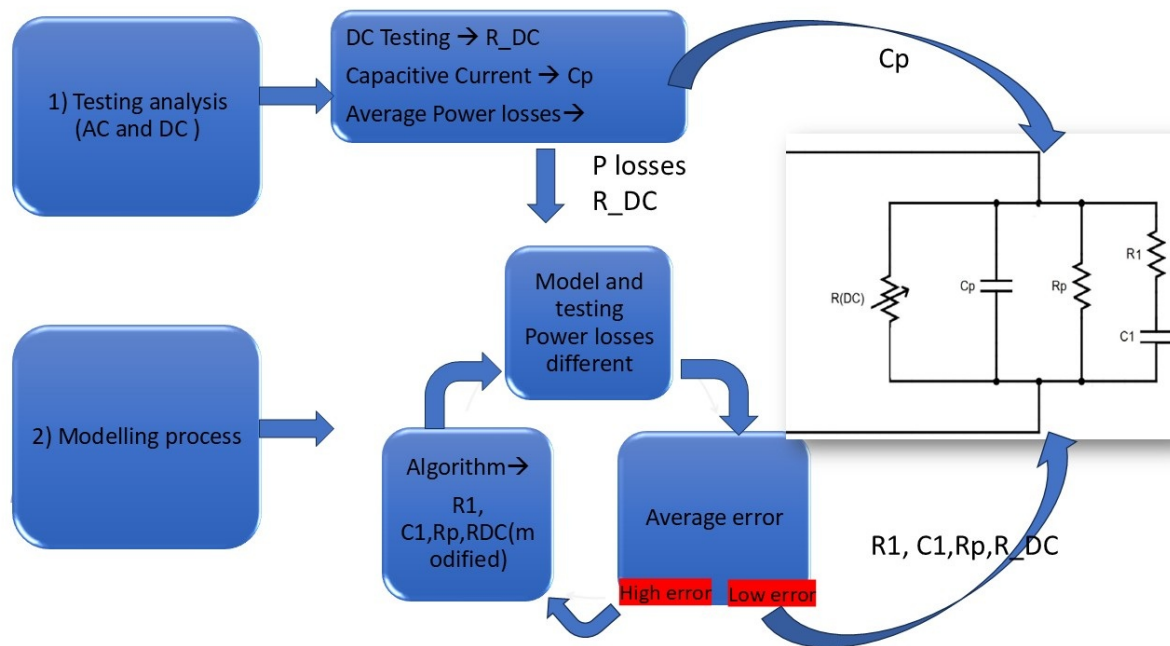 1) Testing analysis
(AC and DC )
DC Testing → R_DC
Capacitive Current → Cp
Average Power losses→
Cp
P losses
R_DC
R(DC)
Cp
Rp
R1
C1
2) Modelling process
Model and
testing
Power losses
different
Algorithm→
R1,
C1,Rp,RDC(m
odified)
Average error
High error
Low error
R1, C1,Rp,R_DC